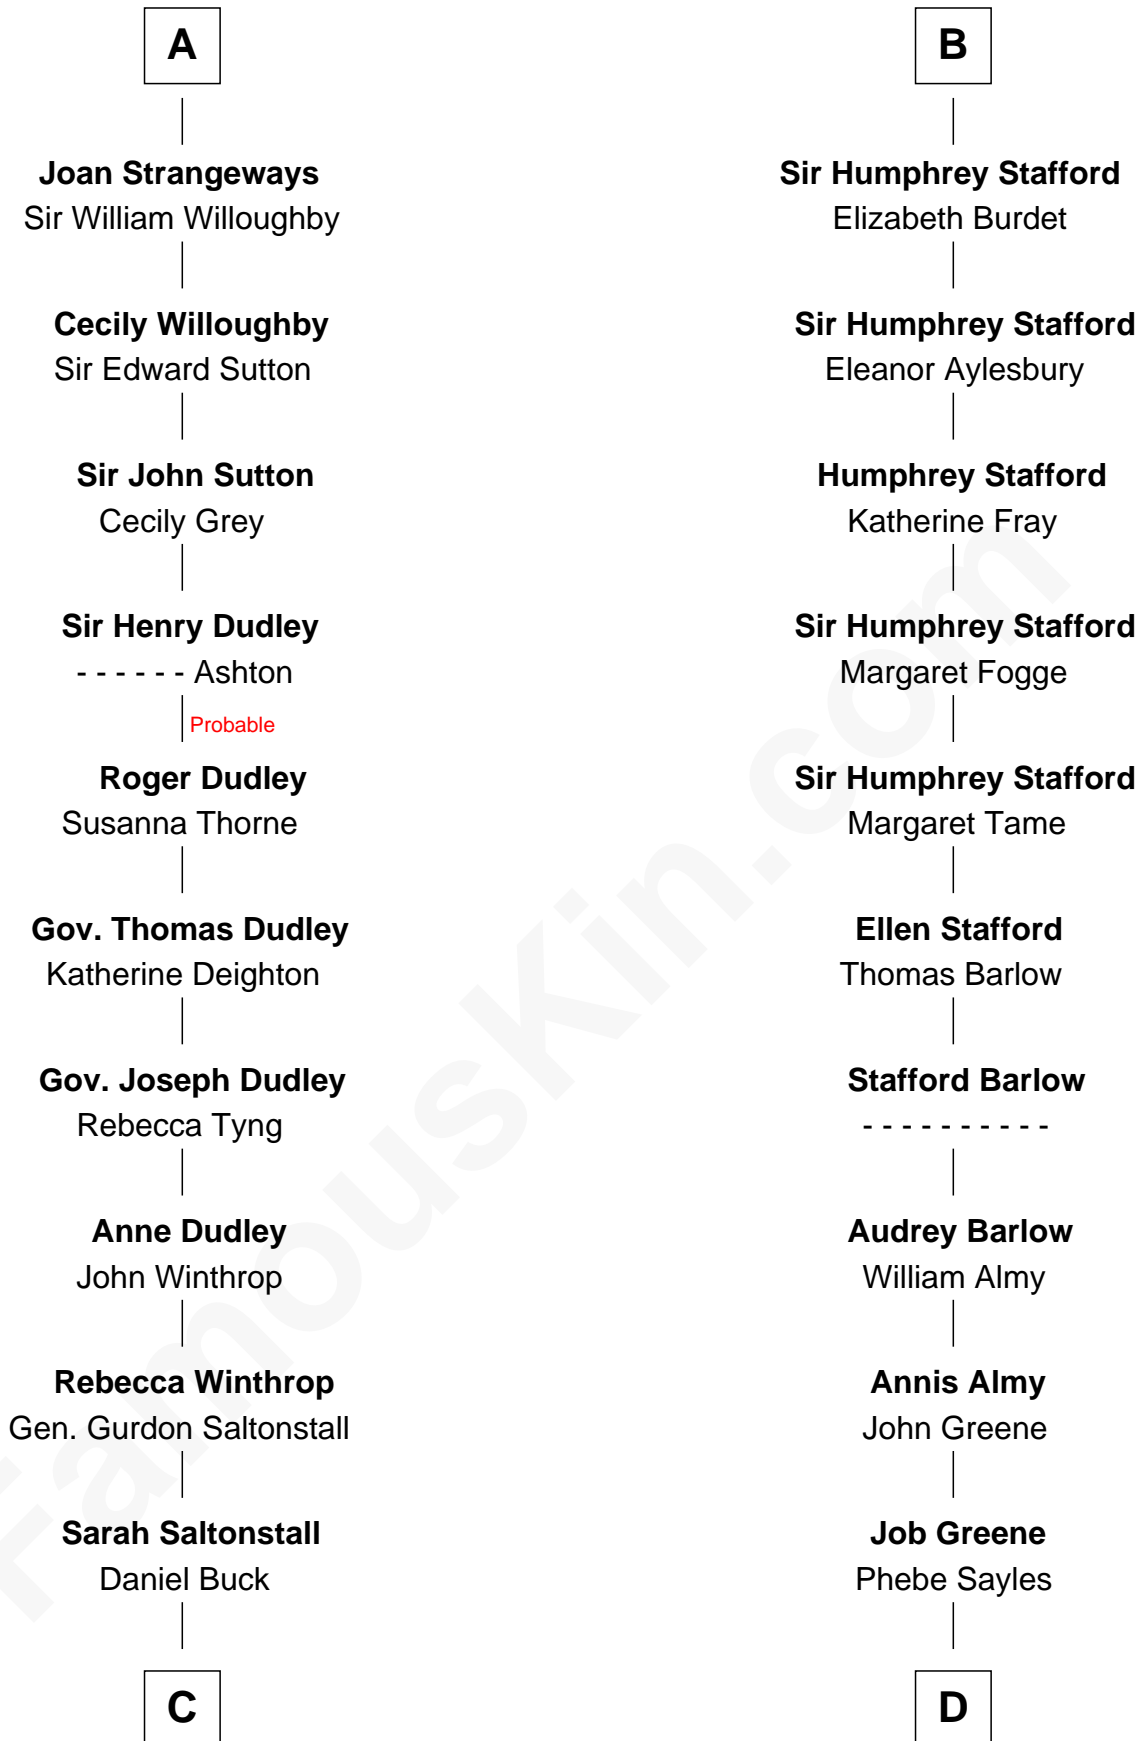 A
Joan Strangeways
Sir William Willoughby
Cecily Willoughby
Sir Edward Sutton
Sir John Sutton
Cecily Grey
Sir Henry Dudley
- - - - - - Ashton
Probable
Roger Dudley
Susanna Thorne
Gov. Thomas Dudley
Katherine Deighton
Gov. Joseph Dudley
Rebecca Tyng
Anne Dudley
John Winthrop
Rebecca Winthrop
Gen. Gurdon Saltonstall
Sarah Saltonstall
Daniel Buck
C
B
Sir Humphrey Stafford
Elizabeth Burdet
Sir Humphrey Stafford
Eleanor Aylesbury
Humphrey Stafford
Katherine Fray
Sir Humphrey Stafford
Margaret Fogge
Sir Humphrey Stafford
Margaret Tame
Ellen Stafford
Thomas Barlow
Stafford Barlow
- - - - - - - - - -
Audrey Barlow
William Almy
Annis Almy
John Greene
Job Greene
Phebe Sayles
D
FamousKin.com